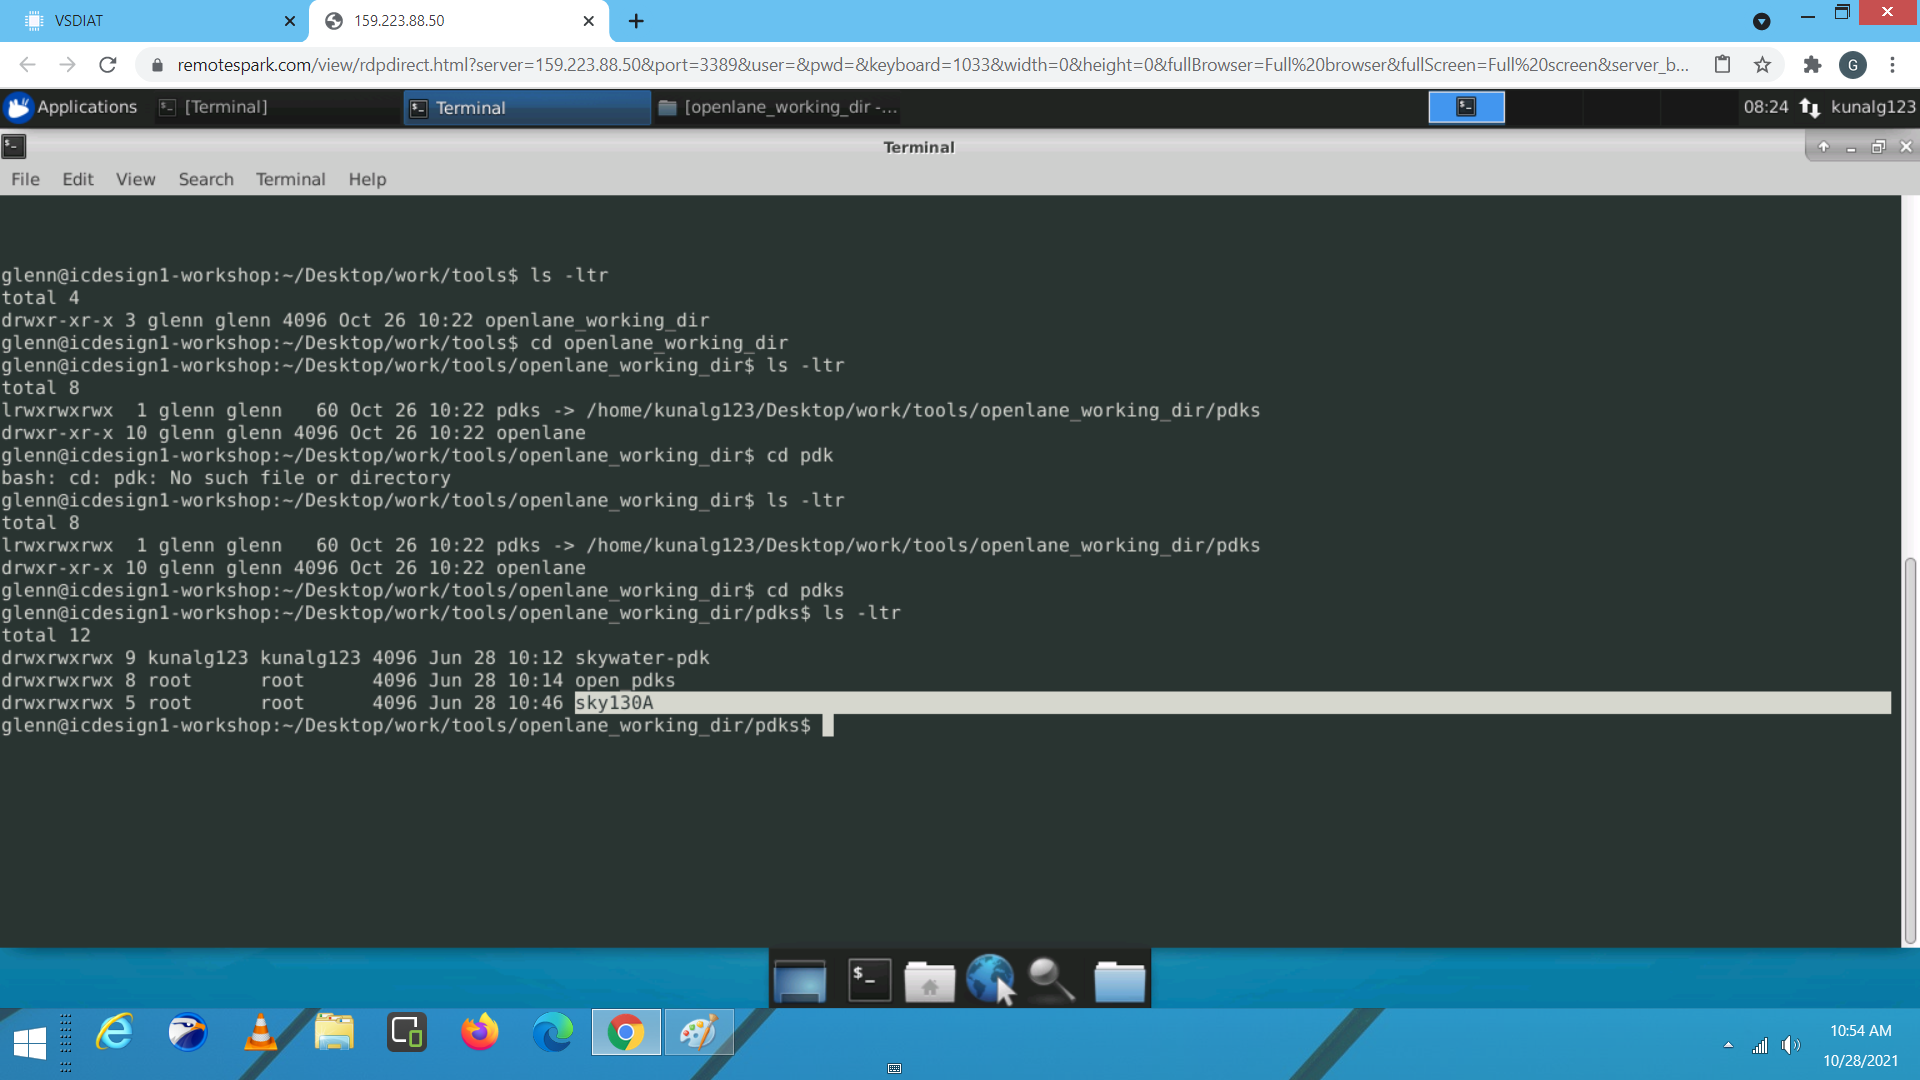 VSDIAT
159.223.88.50
remotespark.com/view/rdpdirect.html?server=159.223.88.50&port=3389&user=&pwd=&keyboard=1033&width=0&height=0&fullBrowser=Full%20browser&fullScreen=Full%20screen&server_b...
G
Applications [Terminal] Terminal [openlane_working_dir -... 08:24 kunalg123
Terminal
File Edit View Search Terminal Help
glenn@icdesign1-workshop:~/Desktop/work/tools$ ls -ltr
total 4
drwxr-xr-x 3 glenn glenn 4096 Oct 26 10:22 openlane_working_dir
glenn@icdesign1-workshop:~/Desktop/work/tools$ cd openlane_working_dir
glenn@icdesign1-workshop:~/Desktop/work/tools/openlane_working_dir$ ls -ltr
total 8
lrwxrwxrwx  1 glenn glenn   60 Oct 26 10:22 pdks -> /home/kunalg123/Desktop/work/tools/openlane_working_dir/pdks
drwxr-xr-x 10 glenn glenn 4096 Oct 26 10:22 openlane
glenn@icdesign1-workshop:~/Desktop/work/tools/openlane_working_dir$ cd pdk
bash: cd: pdk: No such file or directory
glenn@icdesign1-workshop:~/Desktop/work/tools/openlane_working_dir$ ls -ltr
total 8
lrwxrwxrwx  1 glenn glenn   60 Oct 26 10:22 pdks -> /home/kunalg123/Desktop/work/tools/openlane_working_dir/pdks
drwxr-xr-x 10 glenn glenn 4096 Oct 26 10:22 openlane
glenn@icdesign1-workshop:~/Desktop/work/tools/openlane_working_dir$ cd pdks
glenn@icdesign1-workshop:~/Desktop/work/tools/openlane_working_dir/pdks$ ls -ltr
total 12
drwxrwxrwx 9 kunalg123 kunalg123 4096 Jun 28 10:12 skywater-pdk
drwxrwxrwx 8 root      root      4096 Jun 28 10:14 open_pdks
drwxrwxrwx 5 root      root      4096 Jun 28 10:46 sky130A
glenn@icdesign1-workshop:~/Desktop/work/tools/openlane_working_dir/pdks$
10:54 AM
10/28/2021